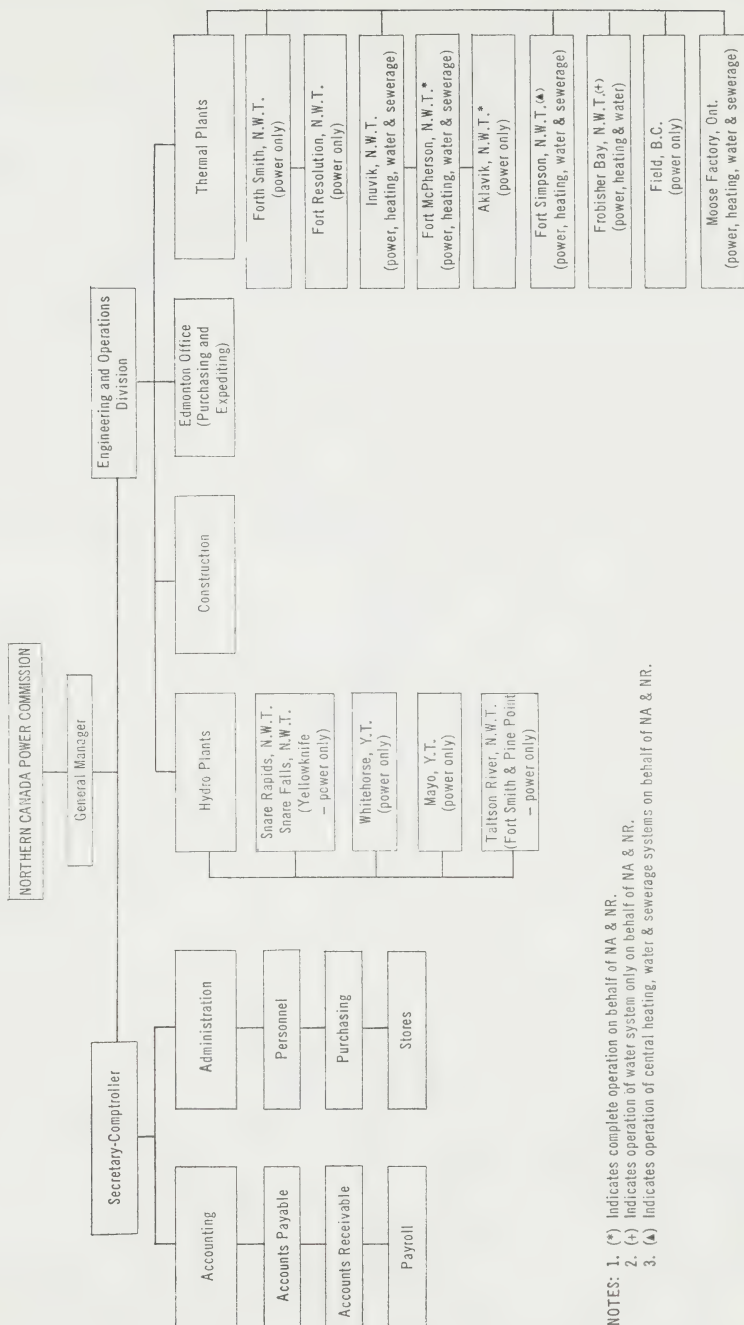 NORTHERN CANADA POWER COMMISSION
General Manager
Secretary-Comptroller
Engineering and Operations
Division
Accounting
Accounts Payable
Accounts Receivable
Payroll
Administration
Personnel
Purchasing
Stores
Hydro Plants
Snare Rapids, N.W.T.
Snare Falls, N.W.T.
(Yellowknife
– power only)
Whitehorse, Y.T.
(power only)
Mayo, Y.T.
(power only)
Taltson River, N.W.T.
(Fort Smith & Pine Point
– power only)
Construction
Edmonton Office
(Purchasing and
Expediting)
Thermal Plants
Forth Smith, N.W.T.
(power only)
Fort Resolution, N.W.T.
(power only)
Inuvik, N.W.T.
(power, heating, water & sewerage)
Fort McPherson, N.W.T.*
(power, heating, water & sewerage)
Aklavik, N.W.T.*
(power only)
Fort Simpson, N.W.T.(▲)
(power, heating, water & sewerage)
Frobisher Bay, N.W.T.(+)
(power, heating & water)
Field, B.C.
(power only)
Moose Factory, Ont.
(power, heating, water & sewerage)
NOTES: 1. (*) Indicates complete operation on behalf of NA & NR.
2. (+) Indicates operation of water system only on behalf of NA & NR.
3. (▲) Indicates operation of central heating, water & sewerage systems on behalf of NA & NR.